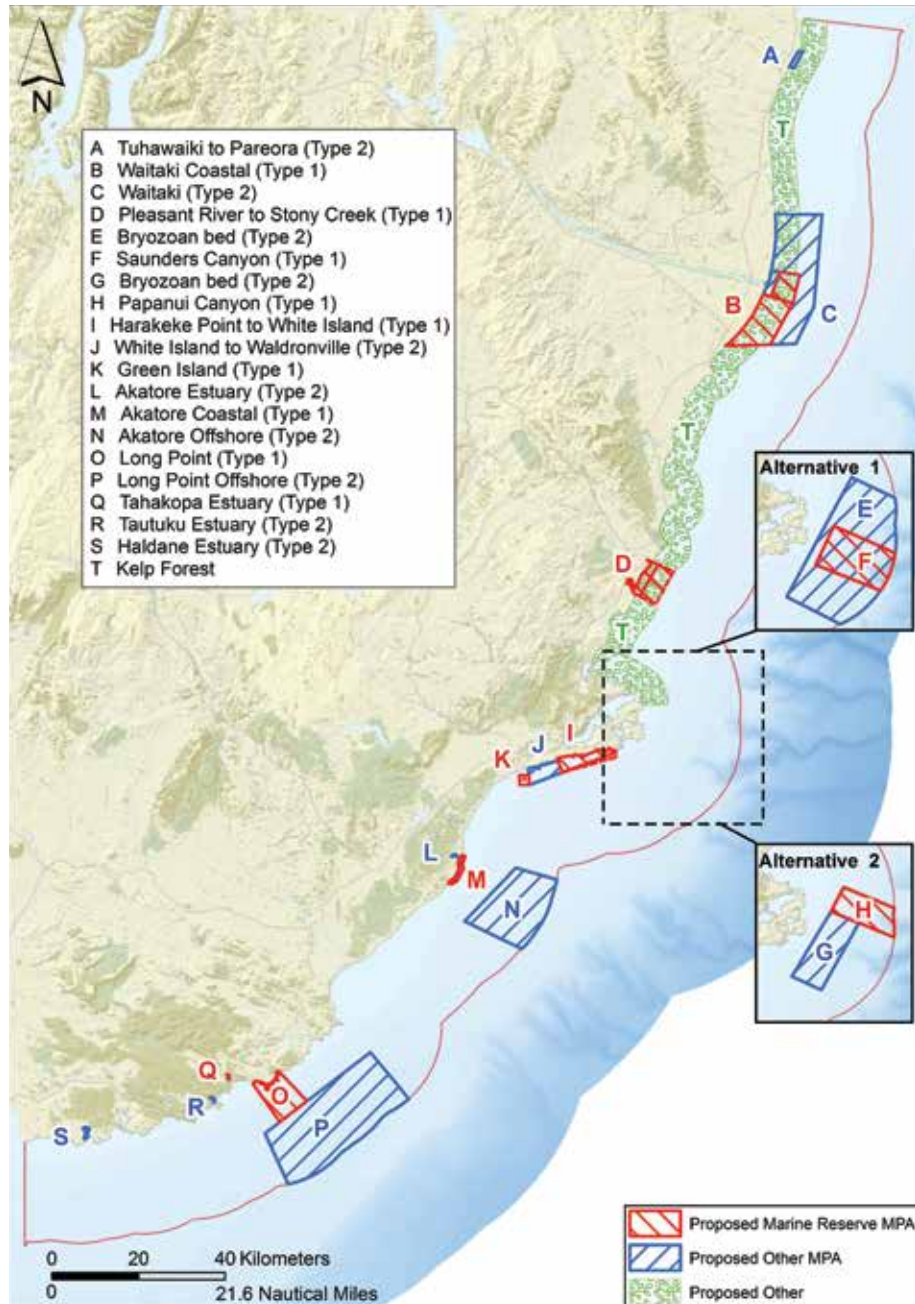 N
A Tuhawaiki to Pareora (Type 2)
B Waitaki Coastal (Type 1)
C Waitaki (Type 2)
D Pleasant River to Stony Creek (Type 1)
E Bryozoan bed (Type 2)
F Saunders Canyon (Type 1)
G Bryozoan bed (Type 2)
H Papanui Canyon (Type 1)
I Harakeke Point to White Island (Type 1)
J White Island to Waldronville (Type 2)
K Green Island (Type 1)
L Akatore Estuary (Type 2)
M Akatore Coastal (Type 1)
N Akatore Offshore (Type 2)
O Long Point (Type 1)
P Long Point Offshore (Type 2)
Q Tahakopa Estuary (Type 1)
R Tautuku Estuary (Type 2)
S Haldane Estuary (Type 2)
T Kelp Forest
A
T
B
C
T
Alternative 1
E
F
D
T
I
J
K
L
M
N
Alternative 2
H
G
Q
O
R
P
S
0 20 40 Kilometers
0 21.6 Nautical Miles
Proposed Marine Reserve MPA
Proposed Other MPA
Proposed Other